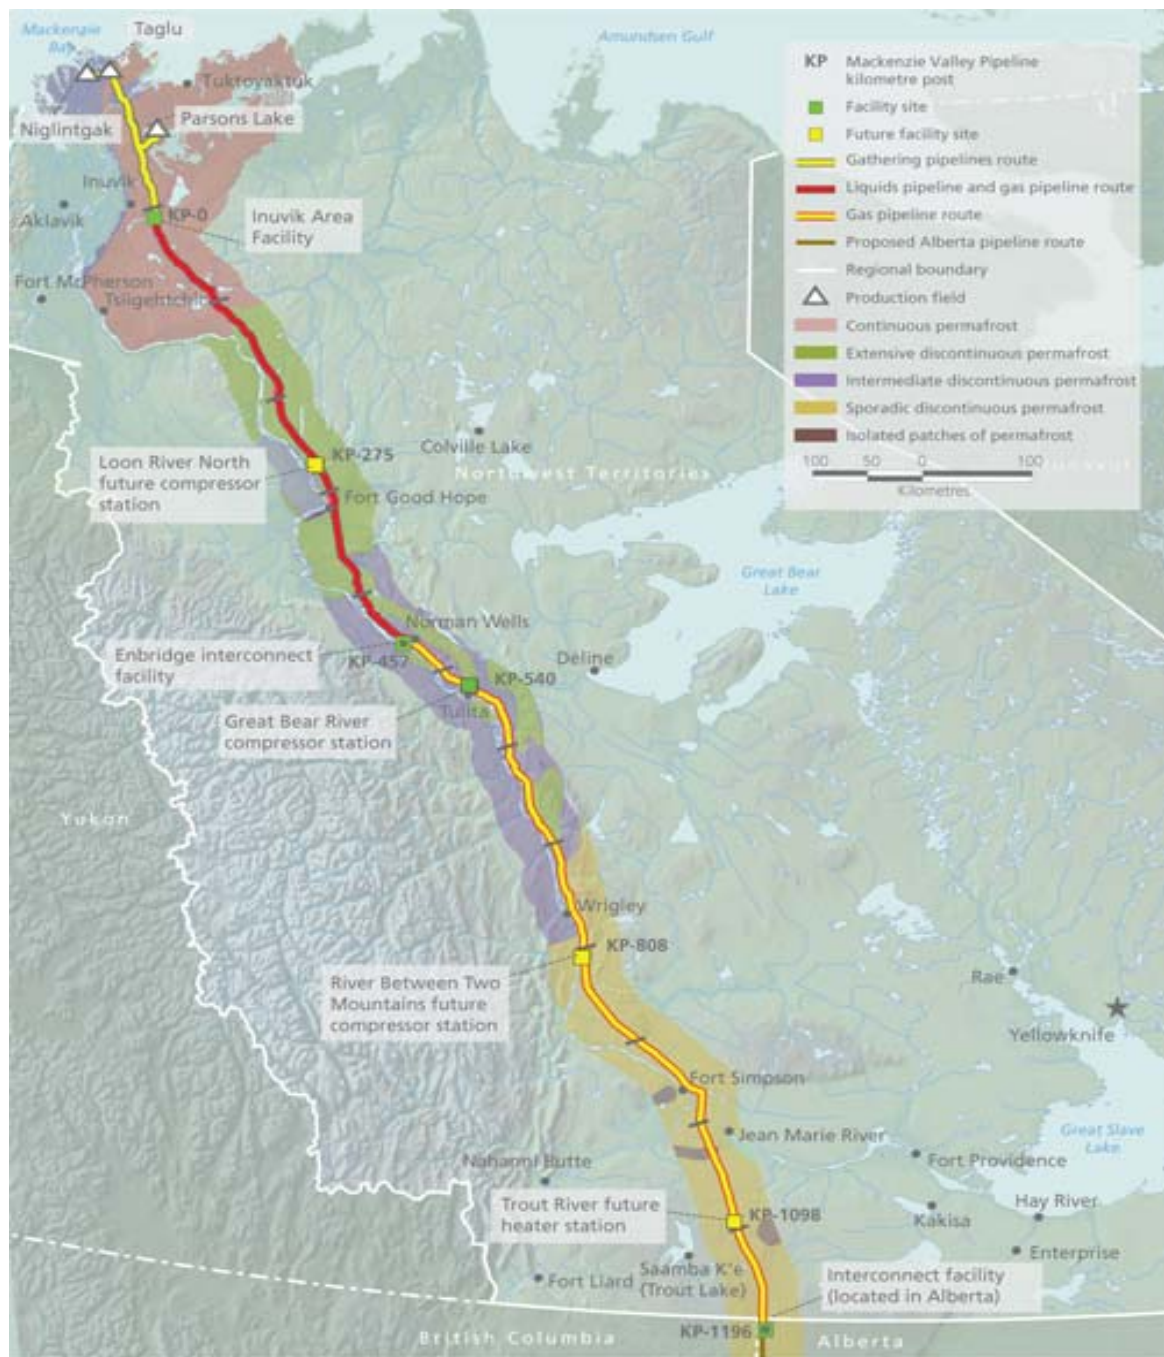 Mackenzie
Bay
Taglu
Amundsen Gulf
Tuktoyaktuk
Parsons Lake
Niglintgak
Inuvik
Aklavik
KP-0
Inuvik Area
Facility
Fort McPherson
Tsiigehtchic
KP Mackenzie Valley Pipeline
kilometre post
Facility site
Future facility site
Gathering pipelines route
Liquids pipeline and gas pipeline route
Gas pipeline route
Proposed Alberta pipeline route
Regional boundary
Production field
Continuous permafrost
Extensive discontinuous permafrost
Intermediate discontinuous permafrost
Sporadic discontinuous permafrost
Isolated patches of permafrost
100 50 0 100
Kilometres
Colville Lake
Northwest Territories
Loon River North
future compressor
station
KP-275
Fort Good Hope
Great Bear
Lake
Norman Wells
Déline
Enbridge interconnect
facility
KP-457
KP-540
Tulita
Great Bear River
compressor station
Yukon
Wrigley
KP-808
River Between Two
Mountains future
compressor station
Rae
Yellowknife
Fort Simpson
Jean Marie River
Great Slave
Lake
Fort Providence
Nahanni Butte
Hay River
Kakisa
Trout River future
heater station
KP-1098
Enterprise
Saamba K'e
(Trout Lake)
Fort Liard
Interconnect facility
(located in Alberta)
KP-1196
British Columbia
Alberta